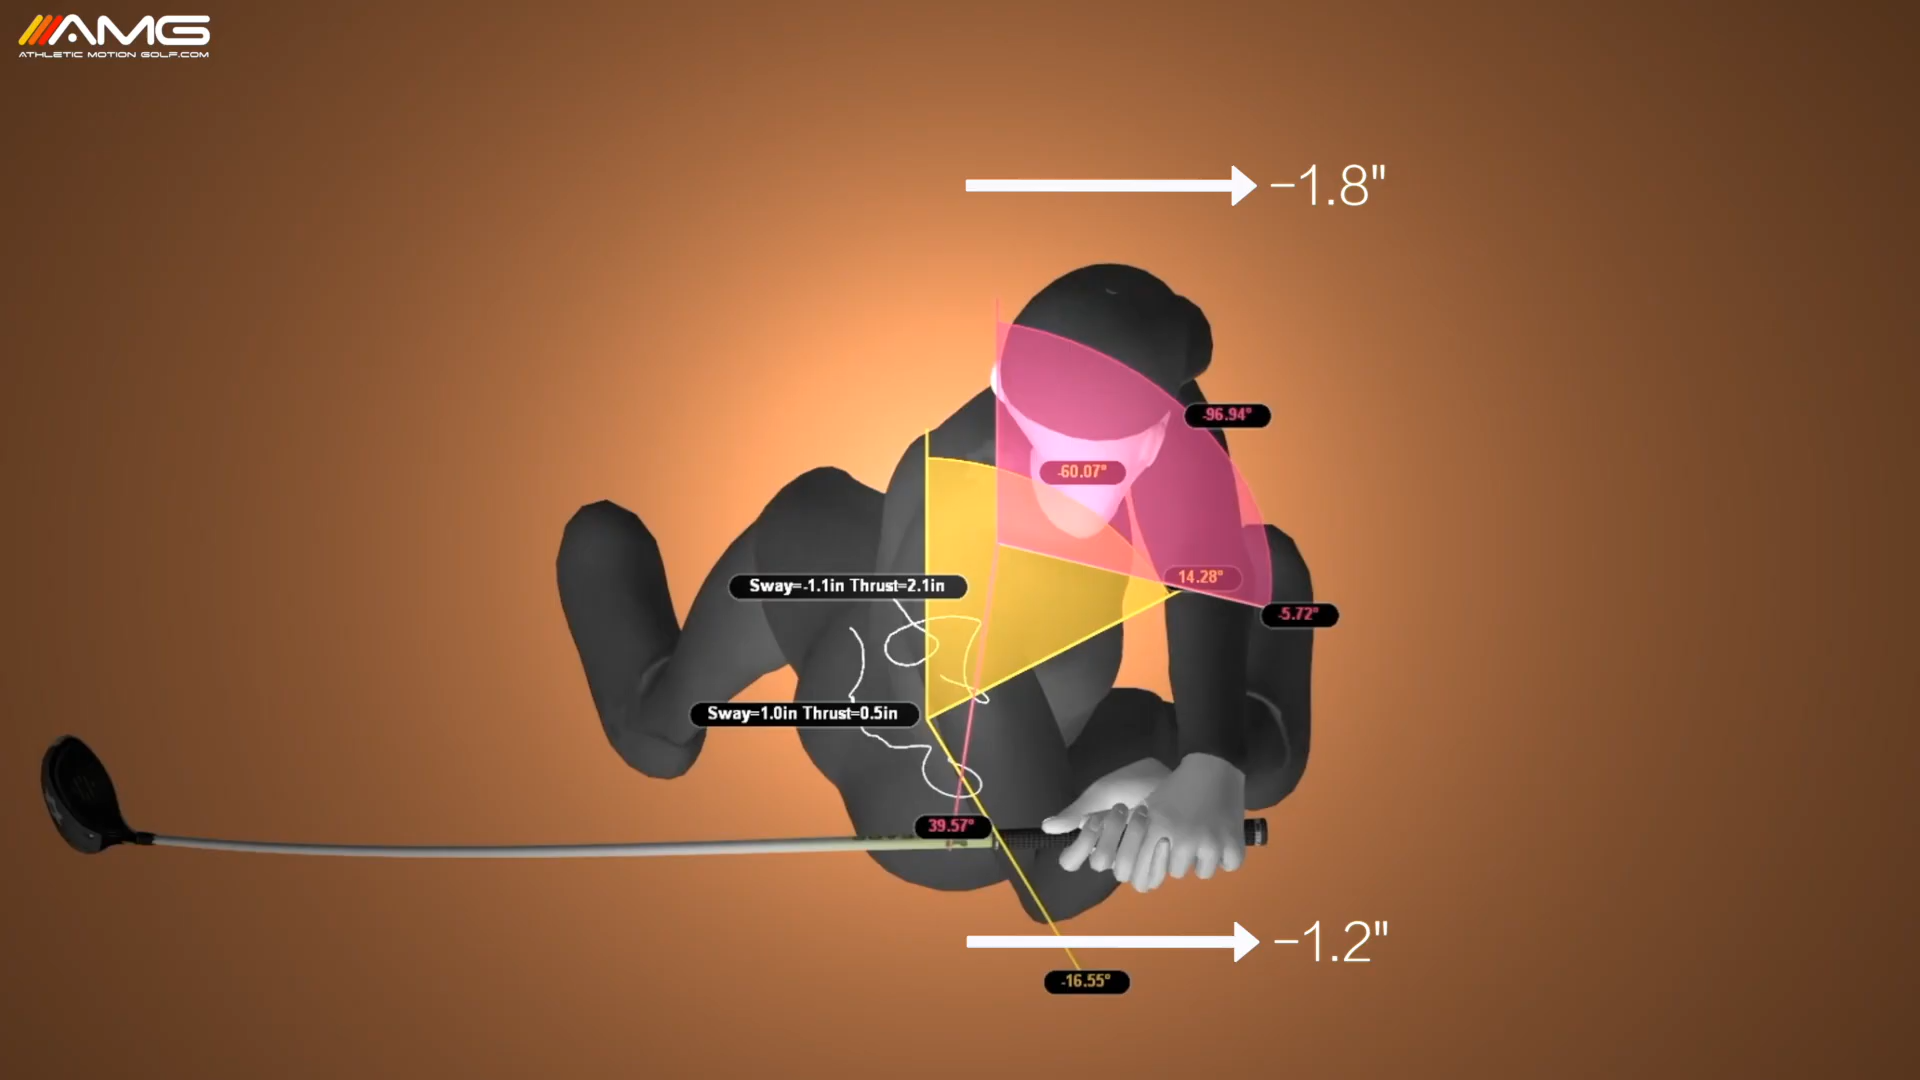 AMG
ATHLETIC MOTION GOLF.COM
-1.8"
-96.94°
-60.07°
14.28°
Sway=-1.1in Thrust=2.1in
-5.72°
Sway=1.0in Thrust=0.5in
39.57°
-1.2"
-16.55°